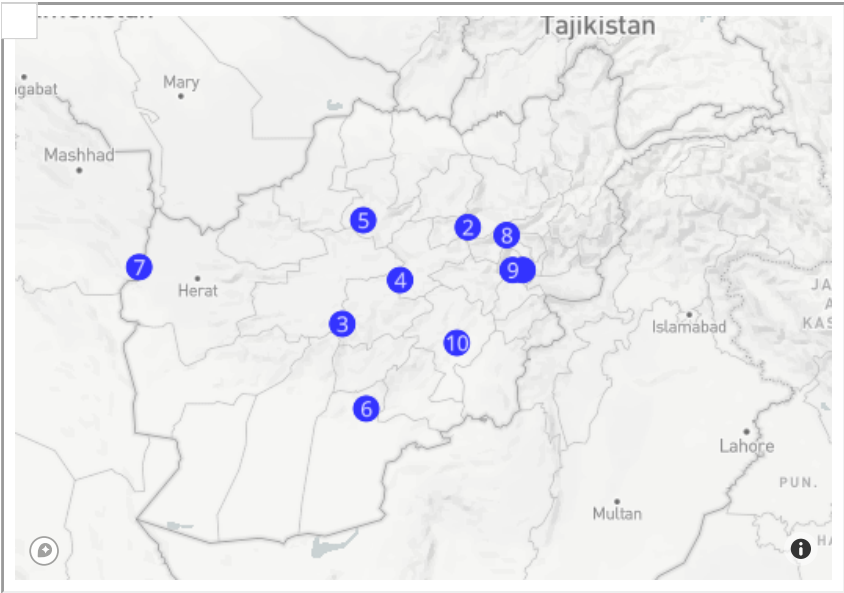 Tajikistan
Mary
Mashhad
5
2
8
7
9
4
Herat
3
Islamabad
10
6
Lahore
PUN.
Multan
i